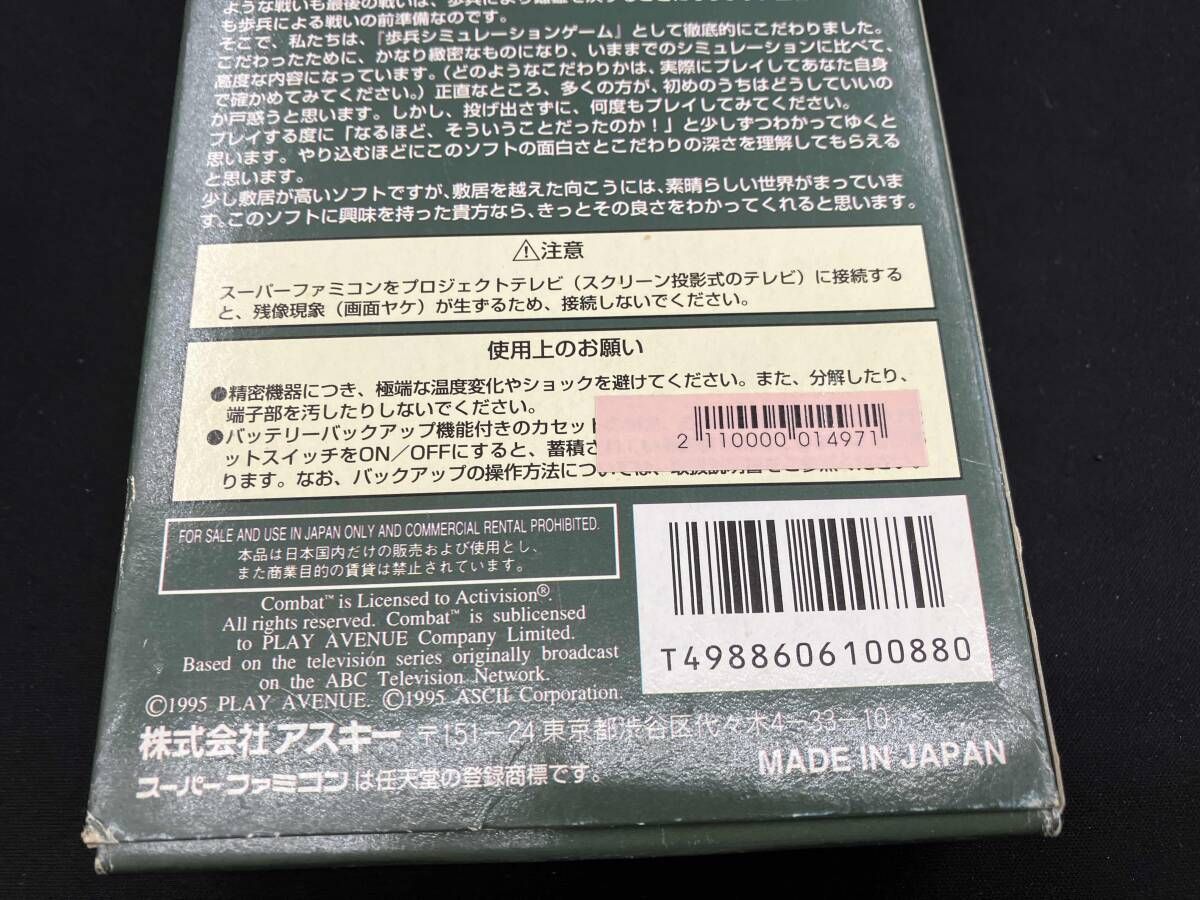 ような戦いも最後の戦いは、歩兵により雌雄を決することに
も歩兵による戦いの前準備なのです。
そこで、私たちは、『歩兵シミュレーションゲーム』として徹底的にこだわりました。
こだわったために、かなり緻密なものになり、いままでのシミュレーションに比べて、
高度な内容になっています。(どのようなこだわりかは、実際にプレイしてあなた自身
で確かめてみてください。) 正直なところ、多くの方が、初めのうちはどうしていいの
か戸惑うと思います。しかし、投げ出さずに、何度もプレイしてみてください。
プレイする度に「なるほど、そういうことだったのか！」と少しずつわかってゆくと
思います。やり込むほどにこのソフトの面白さとこだわりの深さを理解してもらえる
と思います。
少し敷居が高いソフトですが、敷居を越えた向こうには、素晴らしい世界がまっていま
す。このソフトに興味を持った貴方なら、きっとその良さをわかってくれると思います。
⚠注意
スーパーファミコンをプロジェクトテレビ（スクリーン投影式のテレビ）に接続する
と、残像現象（画面ヤケ）が生ずるため、接続しないでください。
使用上のお願い
●精密機器につき、極端な温度変化やショックを避けてください。また、分解したり、
端子部を汚したりしないでください。
●バッテリーバックアップ機能付きのカセット
ットスイッチをON／OFFにすると、蓄積さ
ります。なお、バックアップの操作方法については、取扱説明書をご参照ください
2 110000 014971
FOR SALE AND USE IN JAPAN ONLY AND COMMERCIAL RENTAL PROHIBITED.
本品は日本国内だけの販売および使用とし、
また商業目的の賃貸は禁止されています。
Combat™ is Licensed to Activision®.
All rights reserved. Combat™ is sublicensed
to PLAY AVENUE Company Limited.
Based on the televisión series originally broadcast
on the ABC Television Network.
©1995 PLAY AVENUE. ©1995 ASCII Corporation.
T4988606100880
株式会社アスキー 〒151－24 東京都渋谷区代々木4－33－10
スーパーファミコンは任天堂の登録商標です。
MADE IN JAPAN